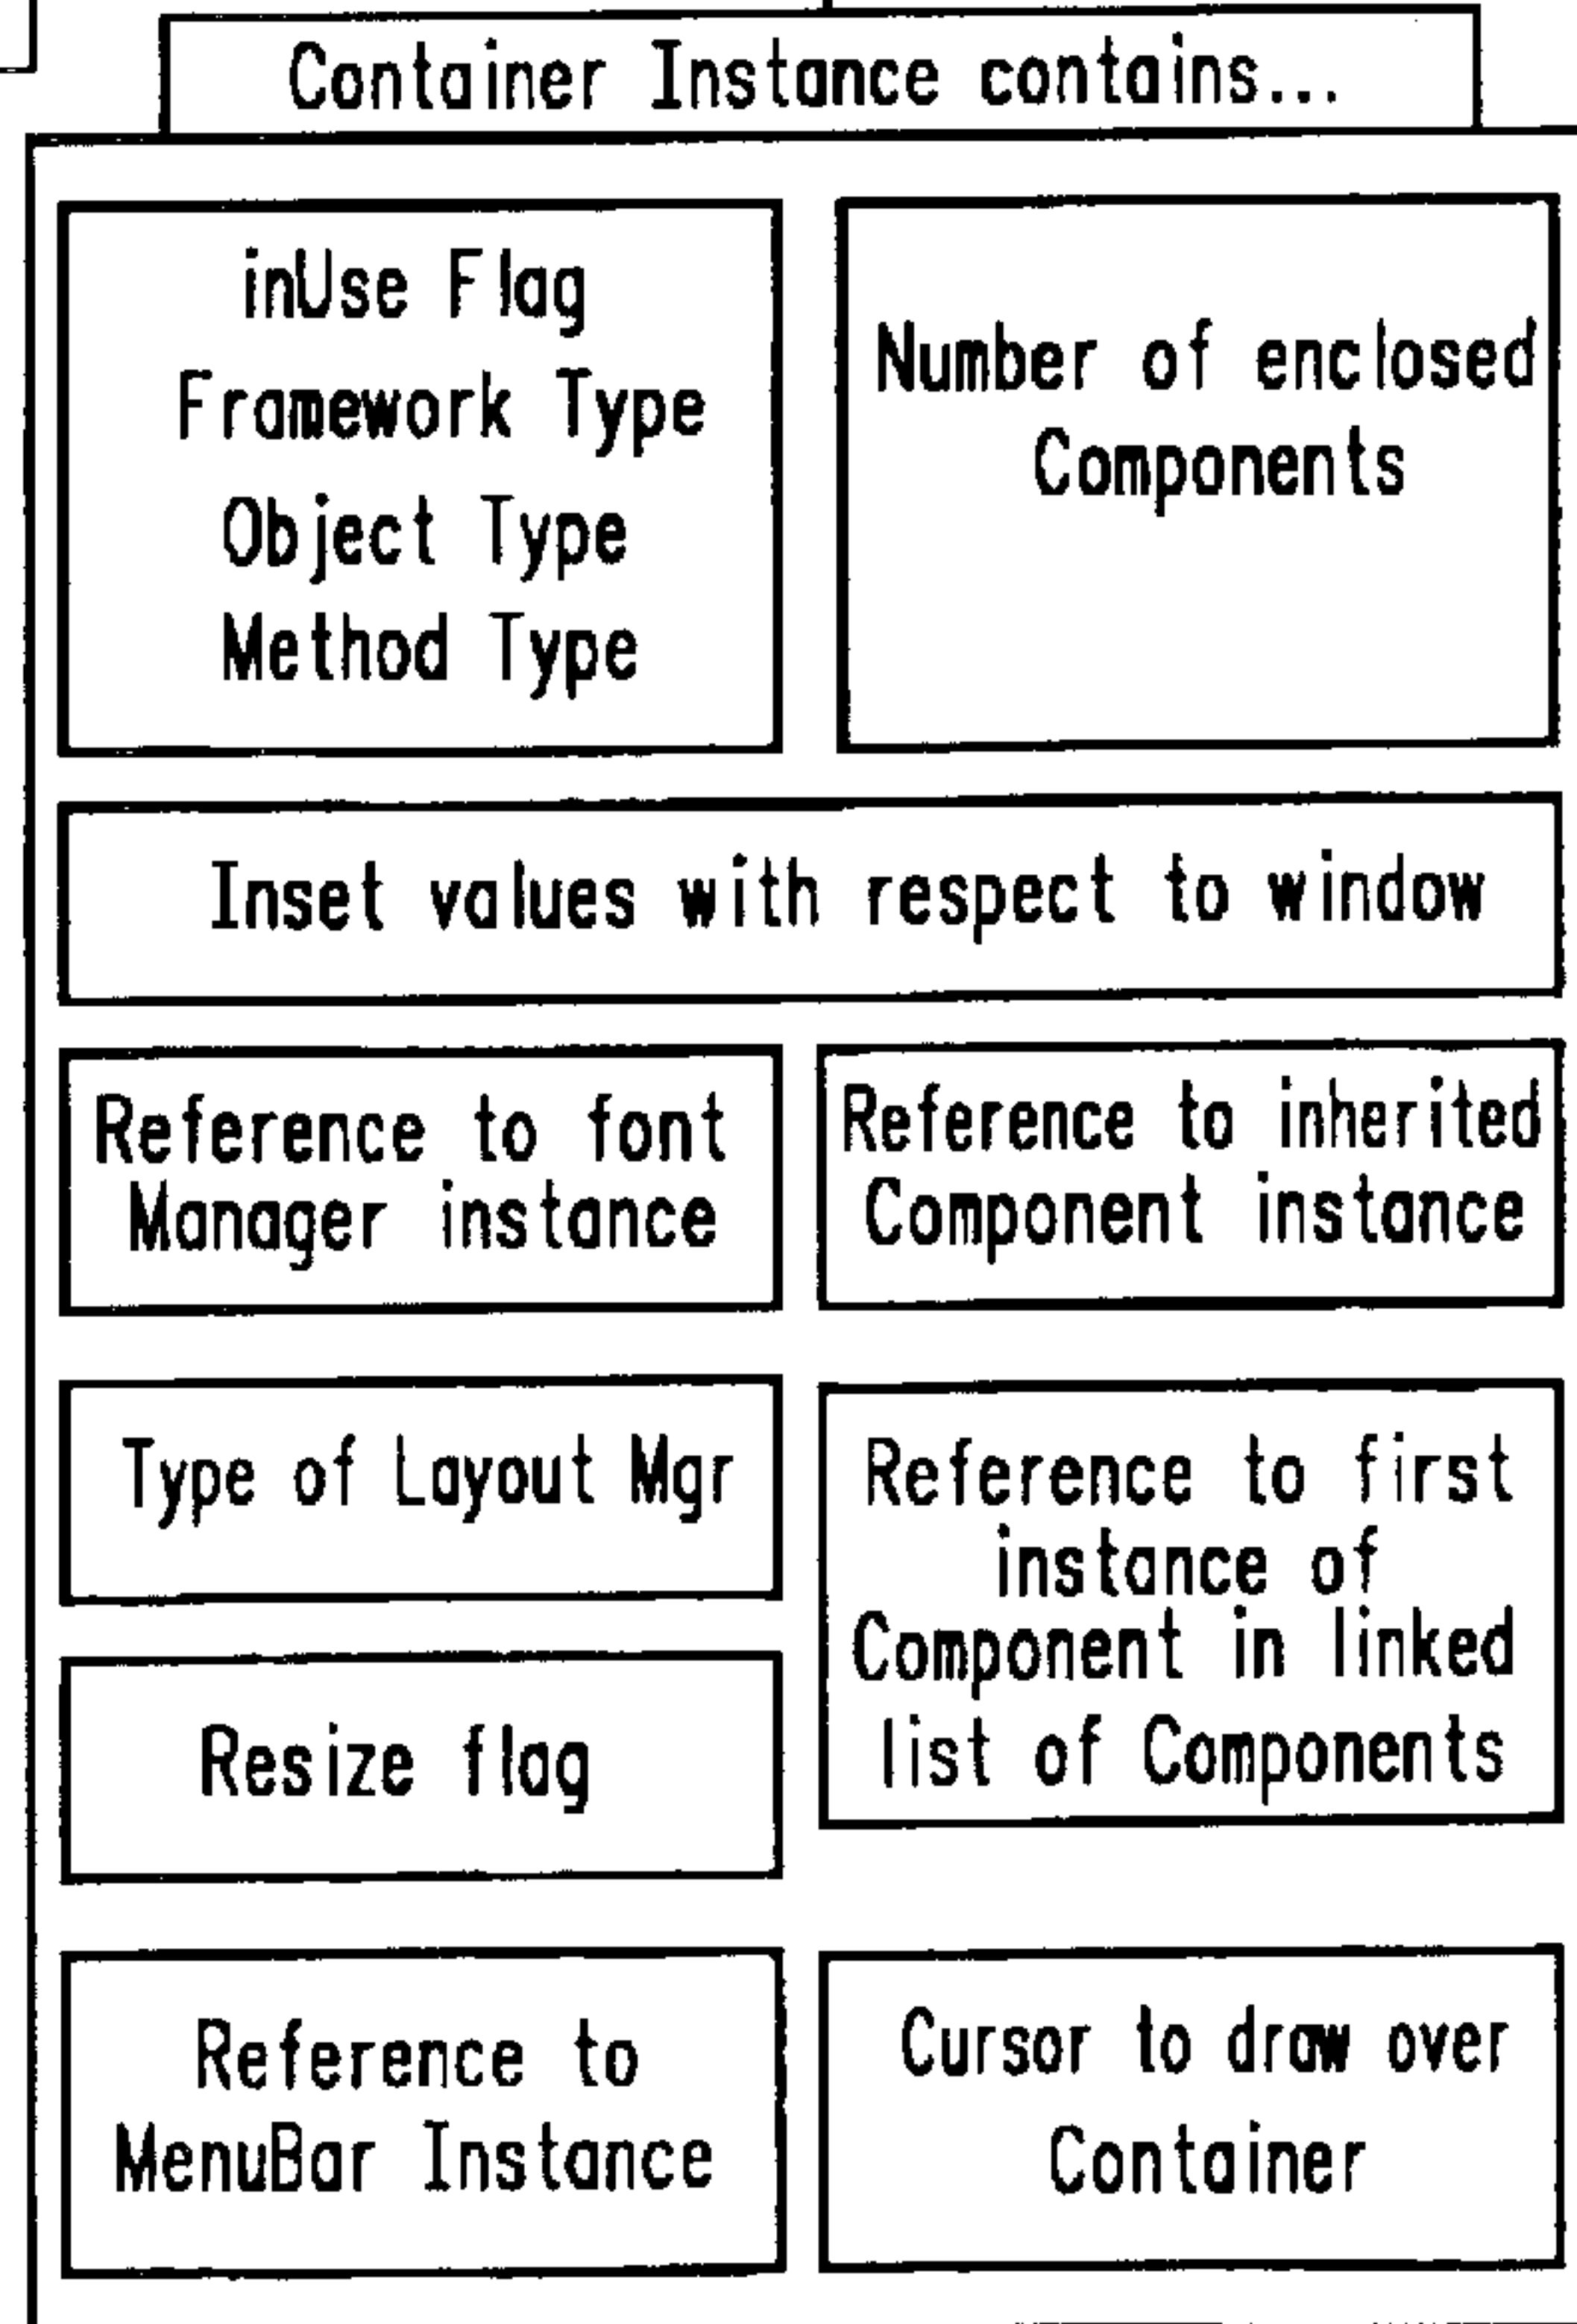 Container Instance contains...
inUse Flag
Framework Type
Object Type
Method Type
Number of enclosed
Components
Inset values with respect to window
Reference to font
Manager instance
Reference to inherited
Component instance
Type of Layout Mgr
Resize flag
Reference to first
instance of
Component in linked
list of Components
Reference to
MenuBar Instance
Cursor to draw over
Container